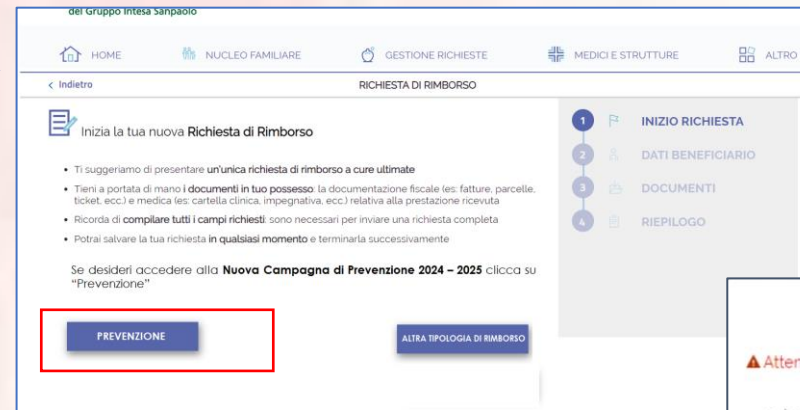 del Gruppo Intesa Sanpaolo
HOME
NUCLEO FAMILIARE
GESTIONE RICHIESTE
MEDICI E STRUTTURE
ALTRO
< Indietro
RICHIESTA DI RIMBORSO
Inizia la tua nuova Richiesta di Rimborso
• Ti suggeriamo di presentare un'unica richiesta di rimborso a cure ultimate
• Tieni a portata di mano i documenti in tuo possesso: la documentazione fiscale (es: fatture, parcelle,
ticket, ecc.) e medica (es: cartella clinica, impegnativa, ecc.) relativa alla prestazione ricevuta
• Ricorda di compilare tutti i campi richiesti: sono necessari per inviare una richiesta completa
• Potrai salvare la tua richiesta in qualsiasi momento e terminarla successivamente
Se desideri accedere alla Nuova Campagna di Prevenzione 2024 – 2025 clicca su
"Prevenzione"
PREVENZIONE
ALTRA TIPOLOGIA DI RIMBORSO
1 INIZIO RICHIESTA
2 DATI BENEFICIARIO
3 DOCUMENTI
4 RIEPILOGO
Atten